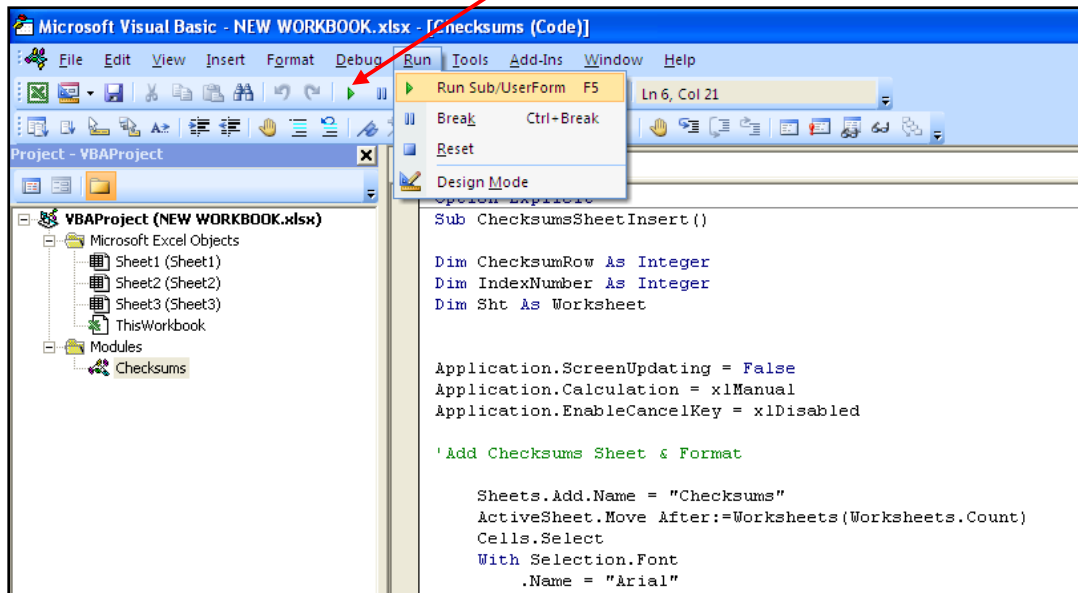 Microsoft Visual Basic - NEW WORKBOOK.xlsx - [Checksums (Code)]
File Edit View Insert Format Debug Run Tools Add-Ins Window Help
Ln 6, Col 21
Run Sub/UserForm F5
Break Ctrl+Break
Reset
Design Mode
Project - VBAProject
VBAProject (NEW WORKBOOK.xlsx)
Microsoft Excel Objects
Sheet1 (Sheet1)
Sheet2 (Sheet2)
Sheet3 (Sheet3)
ThisWorkbook
Modules
Checksums
Option Explicit
Sub ChecksumsSheetInsert()
Dim ChecksumRow As Integer
Dim IndexNumber As Integer
Dim Sht As Worksheet
Application.ScreenUpdating = False
Application.Calculation = xlManual
Application.EnableCancelKey = xlDisabled
'Add Checksums Sheet & Format
Sheets.Add.Name = "Checksums"
ActiveSheet.Move After:=Worksheets(Worksheets.Count)
Cells.Select
With Selection.Font
.Name = "Arial"